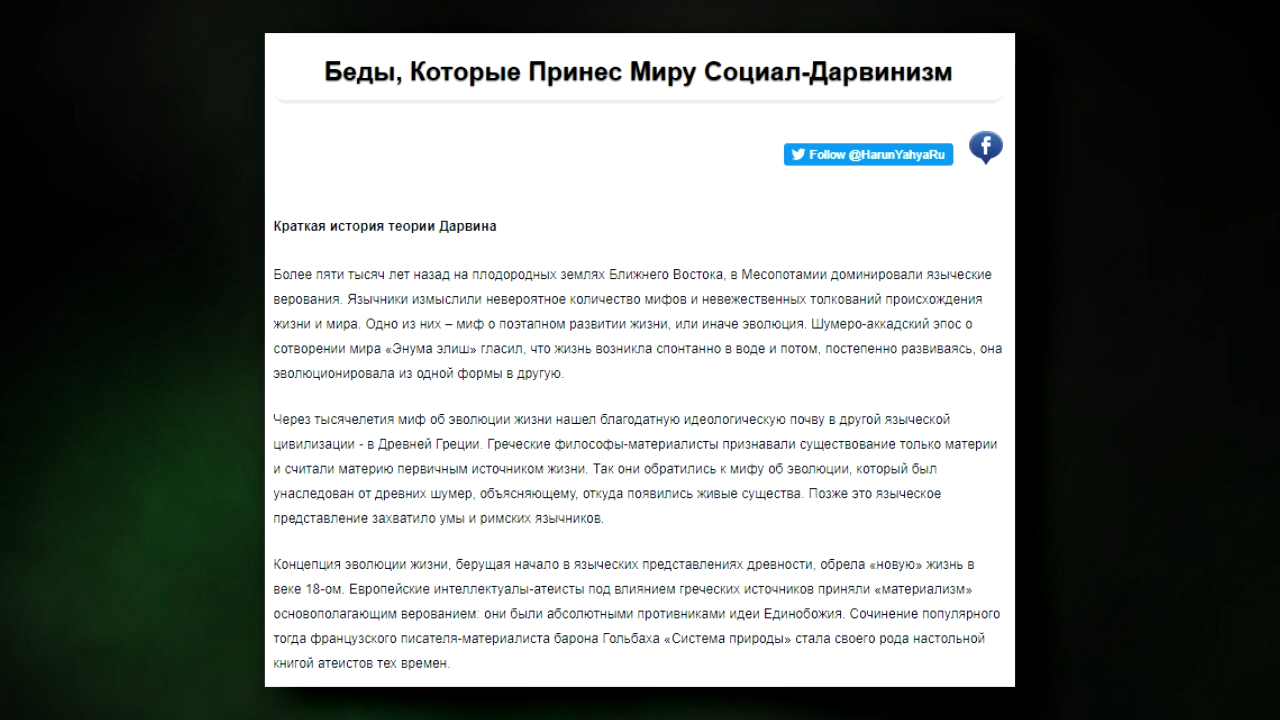 Беды, Которые Принес Миру Социал-Дарвинизм
Follow @HarunYahyaRu
f
Краткая история теории Дарвина
Более пяти тысяч лет назад на плодородных землях Ближнего Востока, в Месопотамии доминировали языческие
верования. Язычники измыслили невероятное количество мифов и невежественных толкований происхождения
жизни и мира. Одно из них – миф о поэтапном развитии жизни, или иначе эволюция. Шумеро-аккадский эпос о
сотворении мира «Энума элиш» гласил, что жизнь возникла спонтанно в воде и потом, постепенно развиваясь, она
эволюционировала из одной формы в другую.
Через тысячелетия миф об эволюции жизни нашел благодатную идеологическую почву в другой языческой
цивилизации - в Древней Греции. Греческие философы-материалисты признавали существование только материи
и считали материю первичным источником жизни. Так они обратились к мифу об эволюции, который был
унаследован от древних шумер, объясняющему, откуда появились живые существа. Позже это языческое
представление захватило умы и римских язычников.
Концепция эволюции жизни, берущая начало в языческих представлениях древности, обрела «новую» жизнь в
веке 18-ом. Европейские интеллектуалы-атеисты под влиянием греческих источников приняли «материализм»
основополагающим верованием: они были абсолютными противниками идеи Единобожия. Сочинение популярного
тогда французского писателя-материалиста барона Гольбаха «Система природы» стала своего рода настольной
книгой атеистов тех времен.